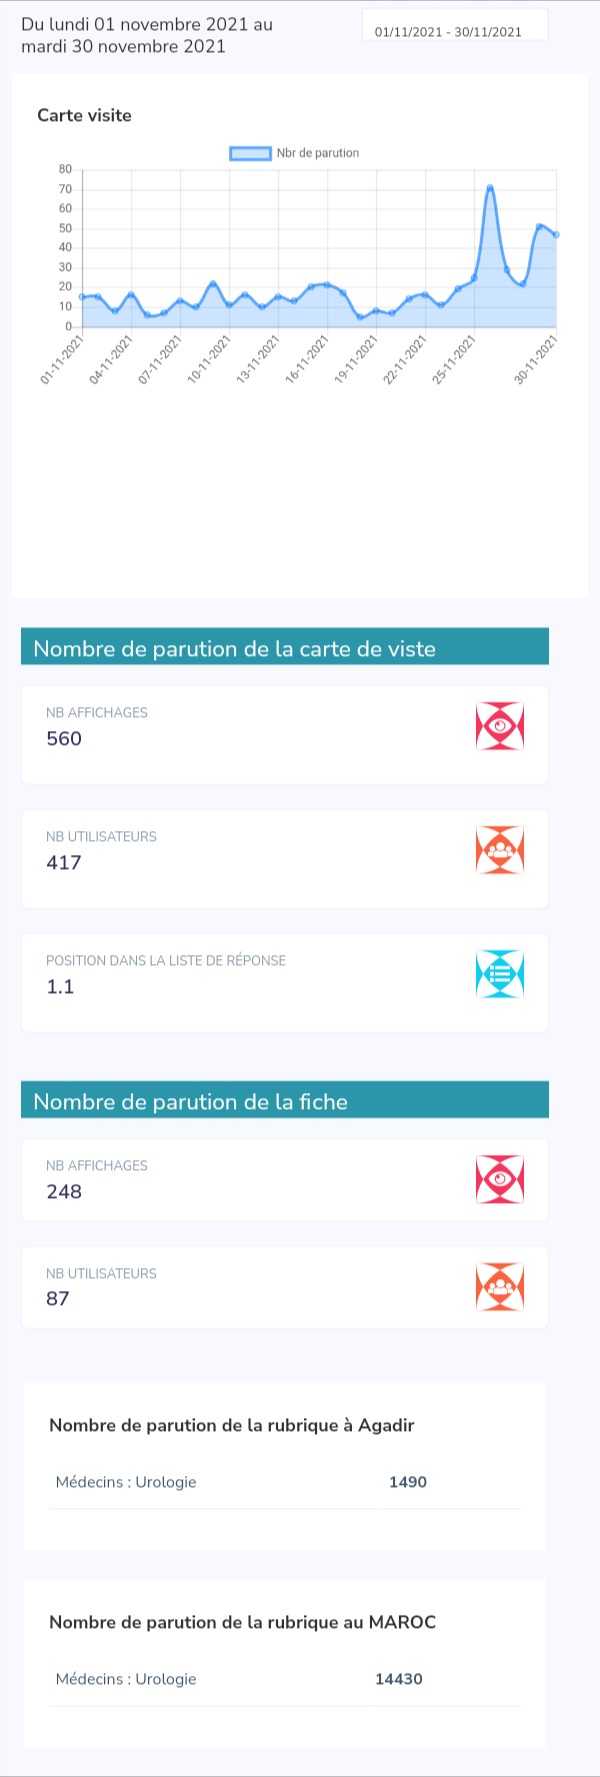 Du lundi 01 novembre 2021 au
mardi 30 novembre 2021
01/11/2021 - 30/11/2021
Carte visite
Nbr de parution
80
70
60
50
40
30
20
10
0
01-11-2021
04-11-2021
07-11-2021
10-11-2021
13-11-2021
16-11-2021
19-11-2021
22-11-2021
25-11-2021
30-11-2021
Nombre de parution de la carte de viste
NB AFFICHAGES
560
NB UTILISATEURS
417
POSITION DANS LA LISTE DE RÉPONSE
1.1
Nombre de parution de la fiche
NB AFFICHAGES
248
NB UTILISATEURS
87
Nombre de parution de la rubrique à Agadir
Médecins : Urologie 1490
Nombre de parution de la rubrique au MAROC
Médecins : Urologie 14430